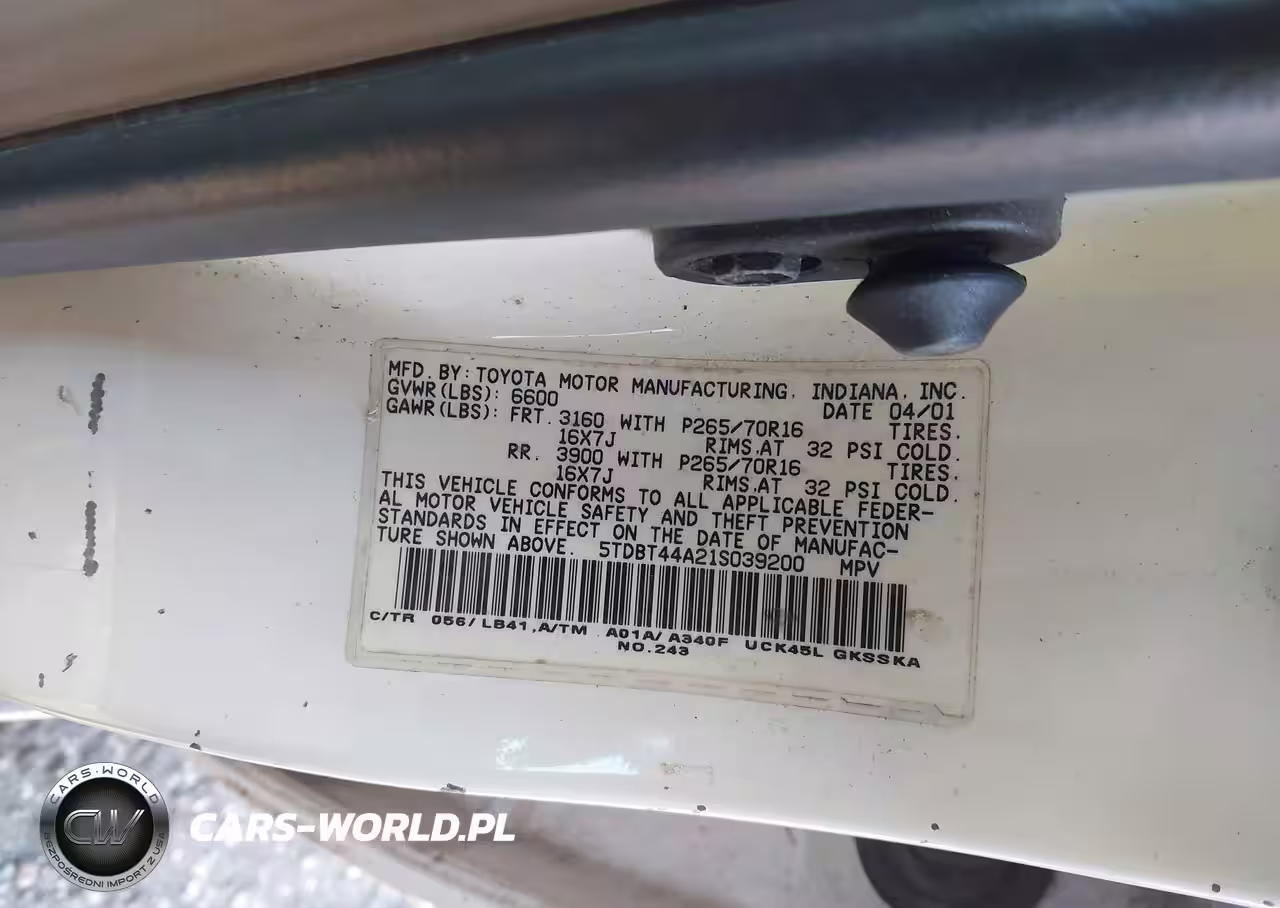 MFD. BY: TOYOTA MOTOR MANUFACTURING, INDIANA, INC.
GVWR(LBS): 6600 DATE 04/01
GAWR(LBS): FRT. 3160 WITH P265/70R16 TIRES.
16X7J RIMS.AT 32 PSI COLD.
RR. 3900 WITH P265/70R16 TIRES.
16X7J RIMS.AT 32 PSI COLD.
THIS VEHICLE CONFORMS TO ALL APPLICABLE FEDER-
AL MOTOR VEHICLE SAFETY AND THEFT PREVENTION
STANDARDS IN EFFECT ON THE DATE OF MANUFAC-
TURE SHOWN ABOVE. 5TDBT44A21S039200 MPV
C/TR 056/LB41,A/TM A01A/A340F UCK45L GKSSKA
NO.243
CARS-WORLD
CW
BEZPOŚREDNI IMPORT Z USA
CARS-WORLD.PL